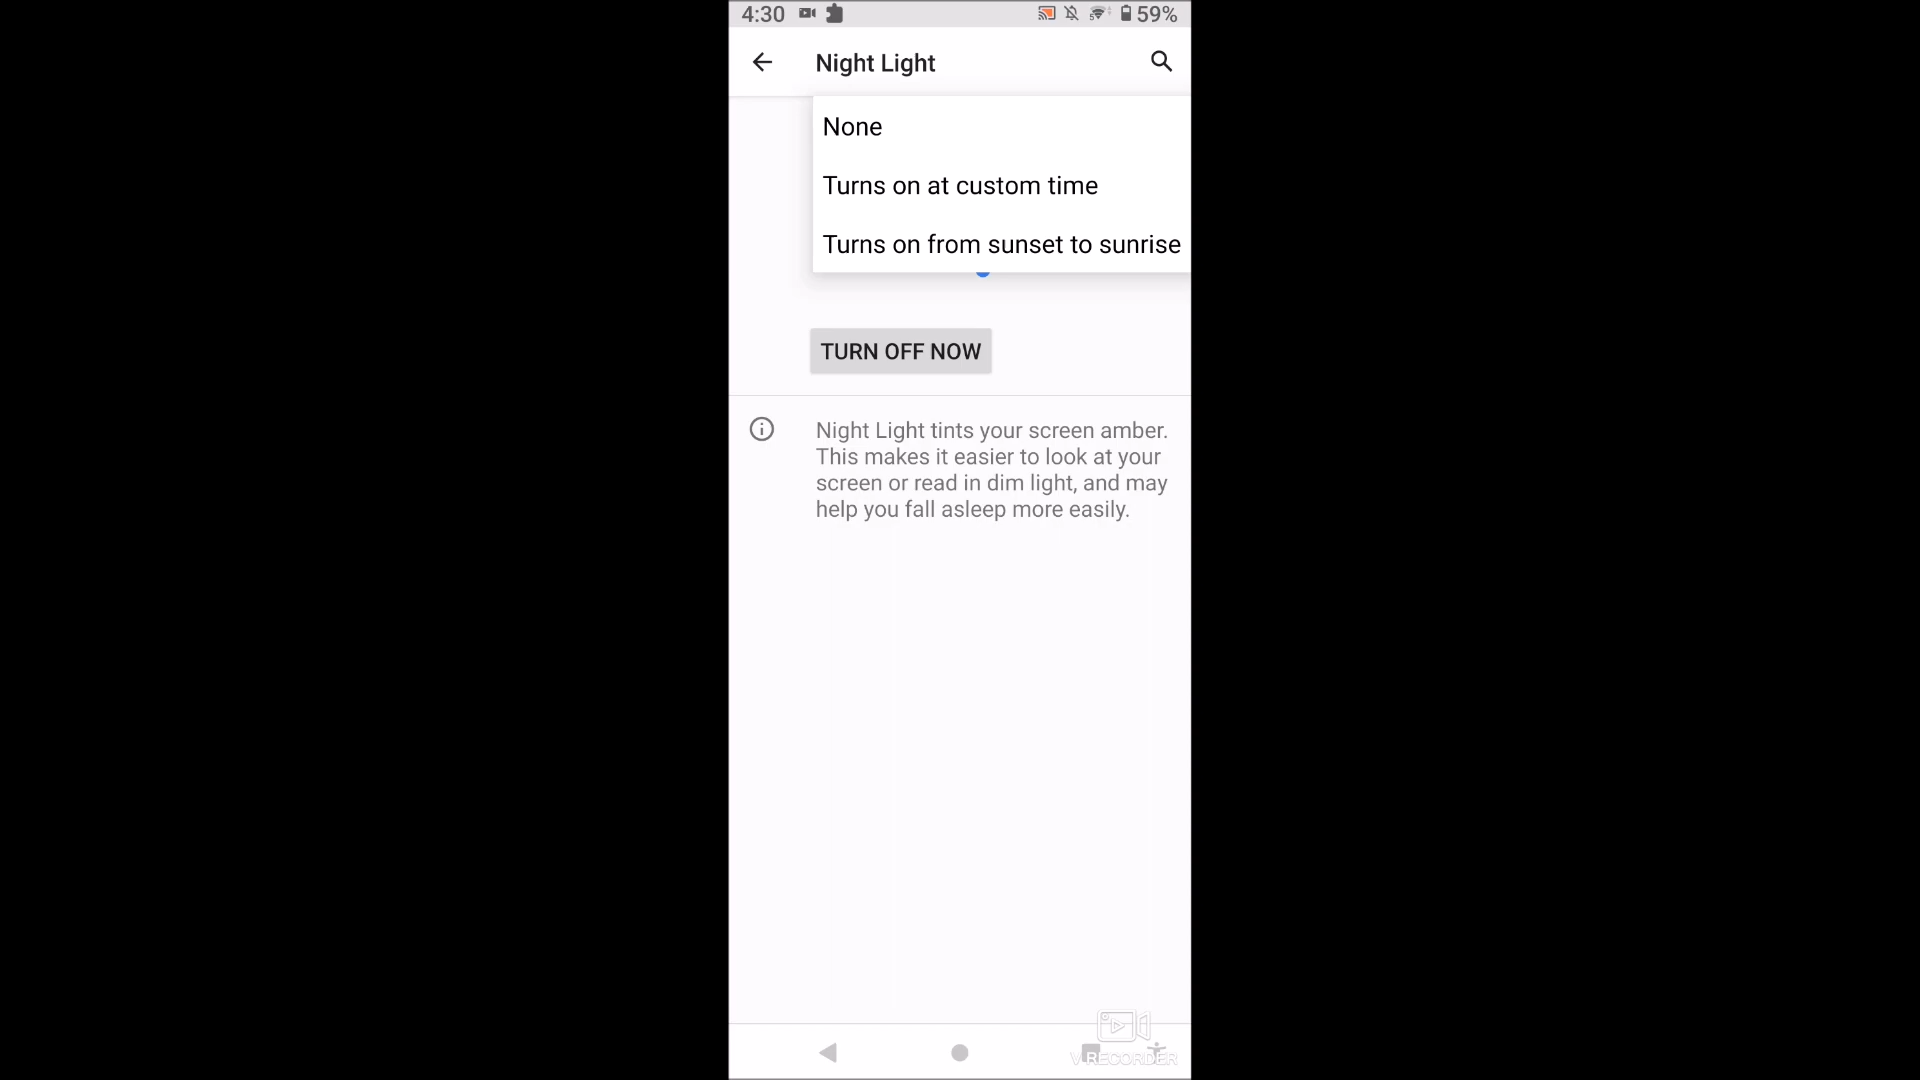 4:30 59%
Night Light
None
Turns on at custom time
Turns on from sunset to sunrise
TURN OFF NOW
Night Light tints your screen amber.
This makes it easier to look at your
screen or read in dim light, and may
help you fall asleep more easily.
V RECORDER